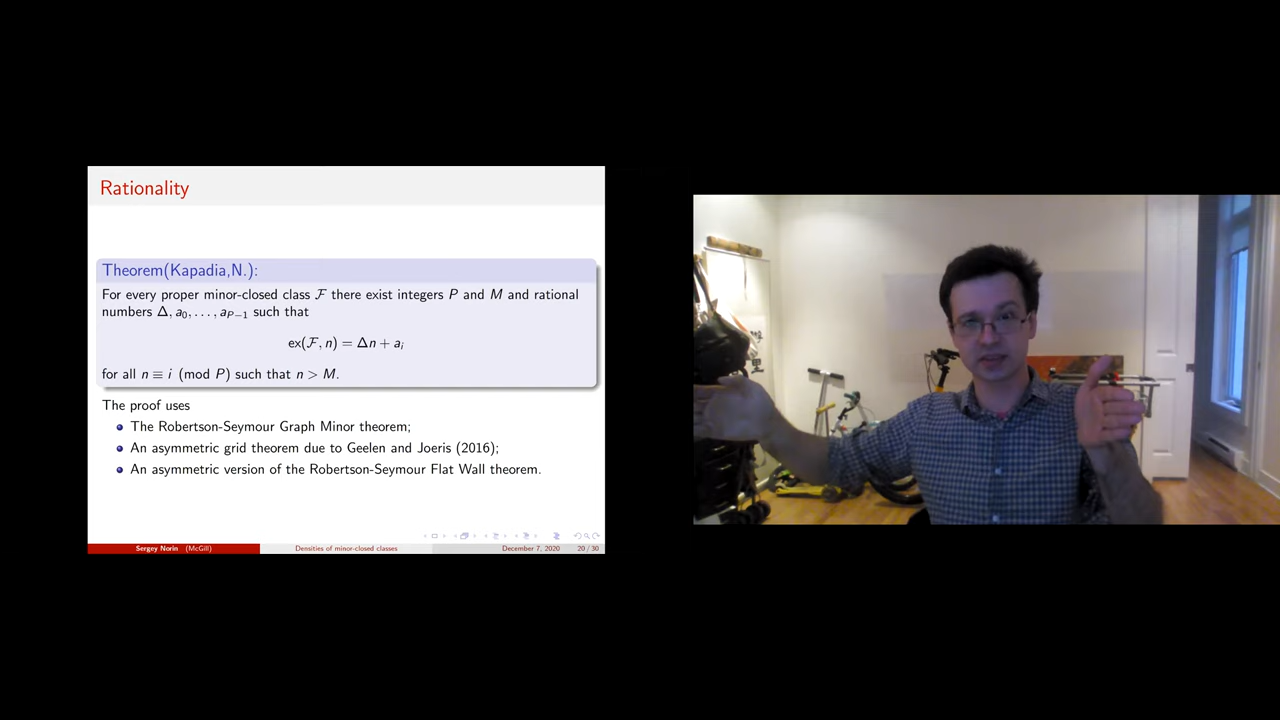 Rationality
Theorem(Kapadia,N.):
For every proper minor-closed class ℱ there exist integers P and M and rational
numbers Δ, a₀, . . . , a_{P−1} such that
ex(ℱ, n) = Δn + aᵢ
for all n ≡ i (mod P) such that n > M.
The proof uses
The Robertson-Seymour Graph Minor theorem;
An asymmetric grid theorem due to Geelen and Joeris (2016);
An asymmetric version of the Robertson-Seymour Flat Wall theorem.
Sergey Norin (McGill) Densities of minor-closed classes December 7, 2020 20 / 30